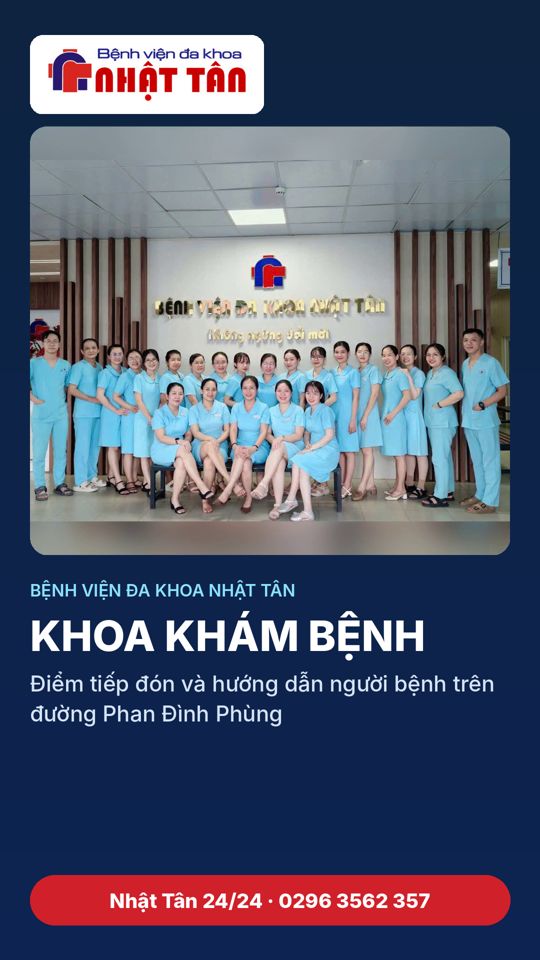 Bệnh viện đa khoa
NHẬT TÂN
BỆNH VIỆN ĐA KHOA NHẬT TÂN
Không ngừng đổi mới
BỆNH VIỆN ĐA KHOA NHẬT TÂN
KHOA KHÁM BỆNH
Điểm tiếp đón và hướng dẫn người bệnh trên
đường Phan Đình Phùng
Nhật Tân 24/24 · 0296 3562 357